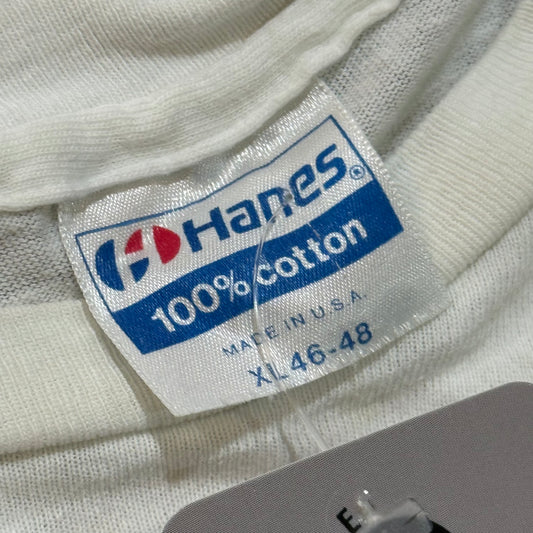 Hanes®
100% cotton
MADE IN U.S.A.
XL 46-48
E